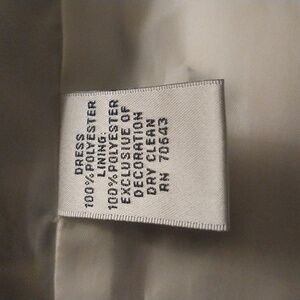 DRESS
100% POLYESTER
LINING:
100% POLYESTER
EXCLUSIVE OF
DECORATION
DRY CLEAN
RN 70643